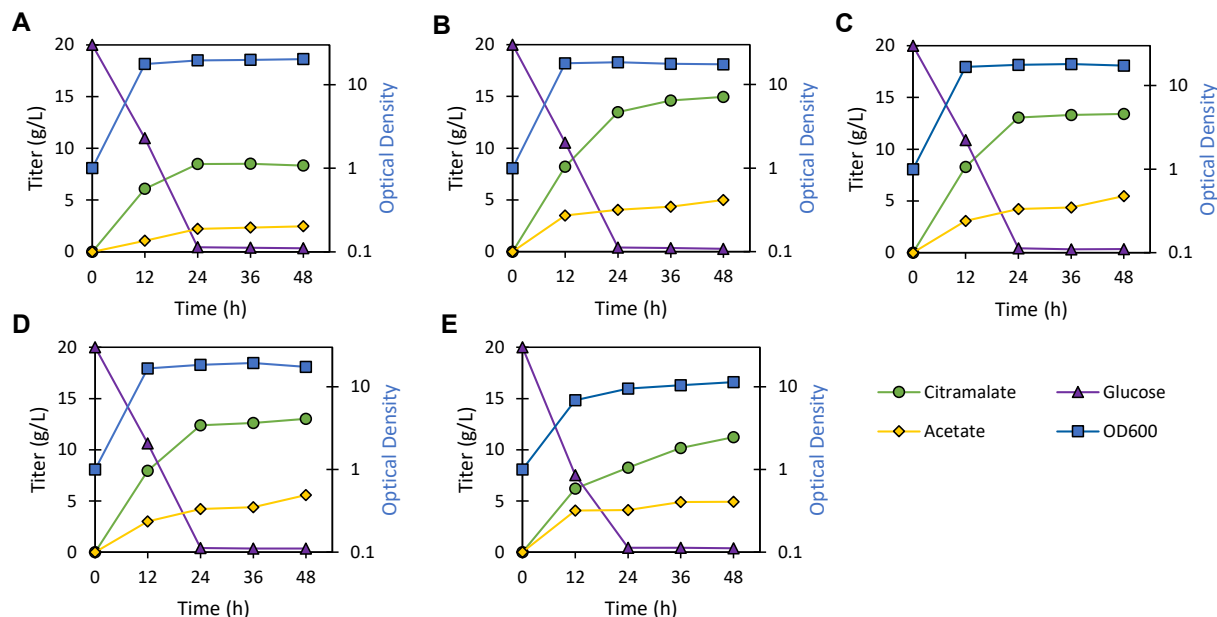 A
Titer (g/L)
20
15
10
5
0
10
1
0.1
Optical Density
0 12 24 36 48
Time (h)
B
Titer (g/L)
20
15
10
5
0
10
1
0.1
Optical Density
0 12 24 36 48
Time (h)
C
Titer (g/L)
20
15
10
5
0
10
1
0.1
Optical Density
0 12 24 36 48
Time (h)
D
Titer (g/L)
20
15
10
5
0
10
1
0.1
Optical Density
0 12 24 36 48
Time (h)
E
Titer (g/L)
20
15
10
5
0
10
1
0.1
Optical Density
0 12 24 36 48
Time (h)
Citramalate Glucose
Acetate OD600